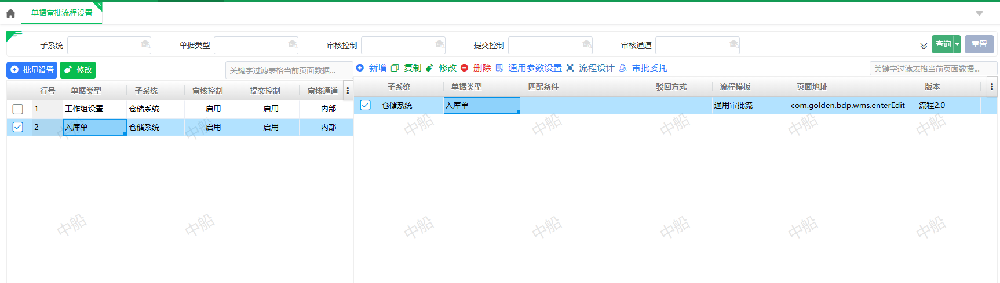 单据审批流程设置
子系统 单据类型 审核控制 提交控制 审核通道 查询 重置
批量设置 修改 关键字过滤表格当前页面数据... 新增 复制 修改 删除 通用参数设置 流程设计 审批委托 关键字过滤表格当前页面数据...
行号 单据类型 子系统 审核控制 提交控制 审核通道
1 工作组设置 仓储系统 启用 启用 内部
2 入库单 仓储系统 启用 启用 内部
子系统 单据类型 匹配条件 驳回方式 流程模板 页面地址 版本
仓储系统 入库单 通用审批流 com.golden.bdp.wms.enterEdit 流程2.0
中船 中船 中船 中船 中船 中船 中船
中船 中船 中船 中船 中船 中船 中船